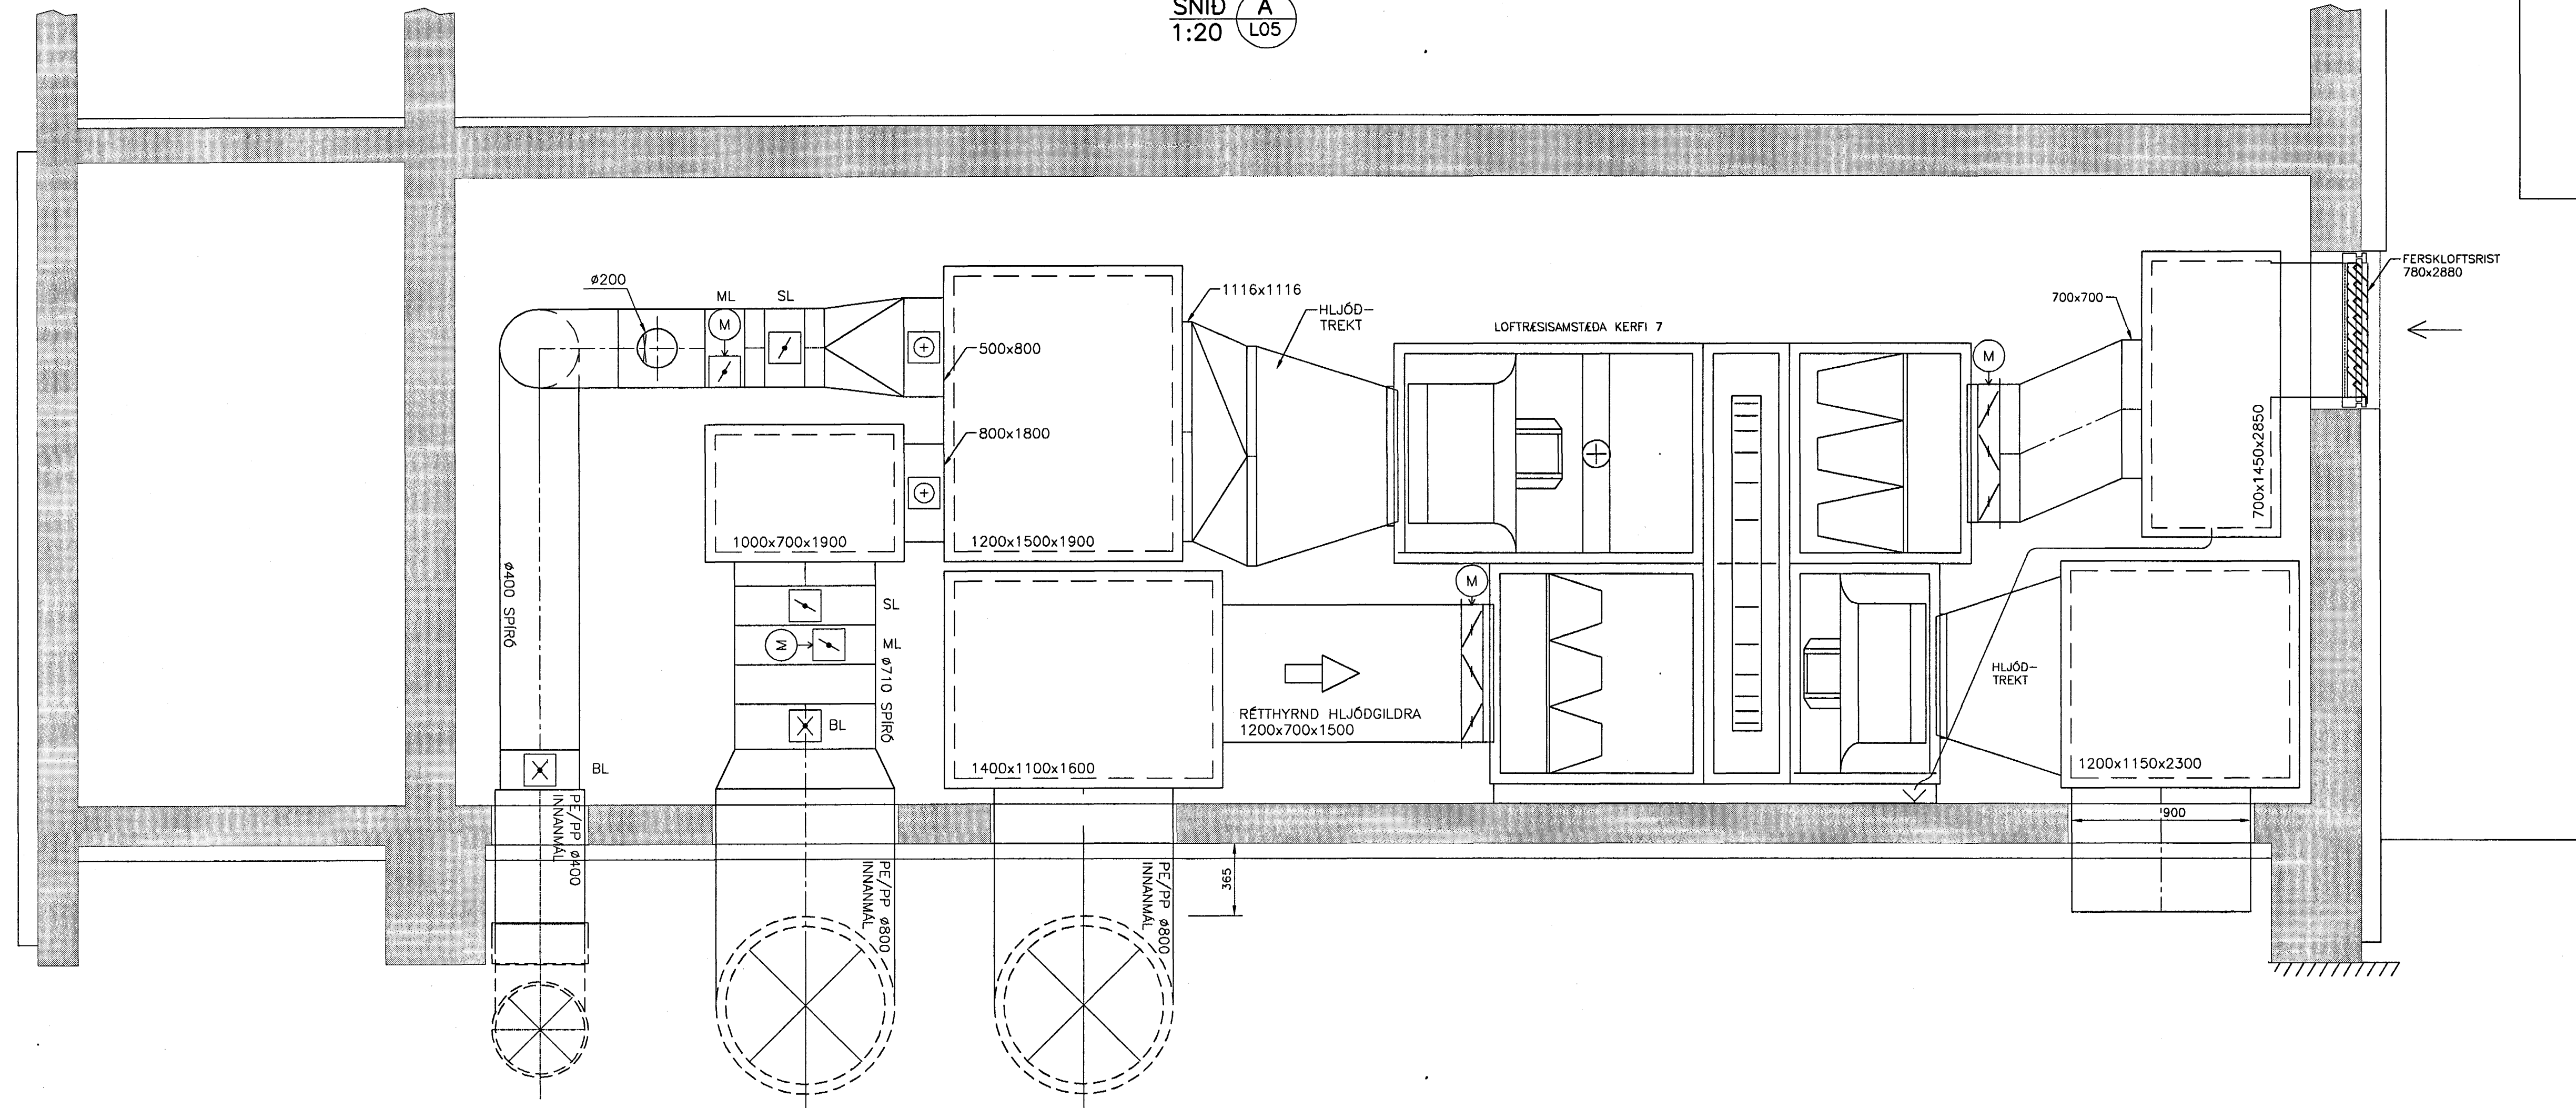 SNIÐ A
1:20 L05
FERSKLOFTSRIST
780x2880
ø200
ML SL
M
1116x1116
HLJÓÐ-
TREKT
700x700
LOFTRÆSISAMSTÆÐA KERFI 7
M
500x800
800x1800
700x1450x2850
1000x700x1900
1200x1500x1900
ø400 SPÍRÓ
M
SL
M
ML
ø710 SPÍRÓ
BL
HLJÓÐ-
TREKT
RÉTTHYRND HLJÓÐGILDRA
1200x700x1500
BL
1400x1100x1600
1200x1150x2300
900
PE/PP ø400
INNANMÁL
PE/PP ø800
INNANMÁL
PE/PP ø800
INNANMÁL
365